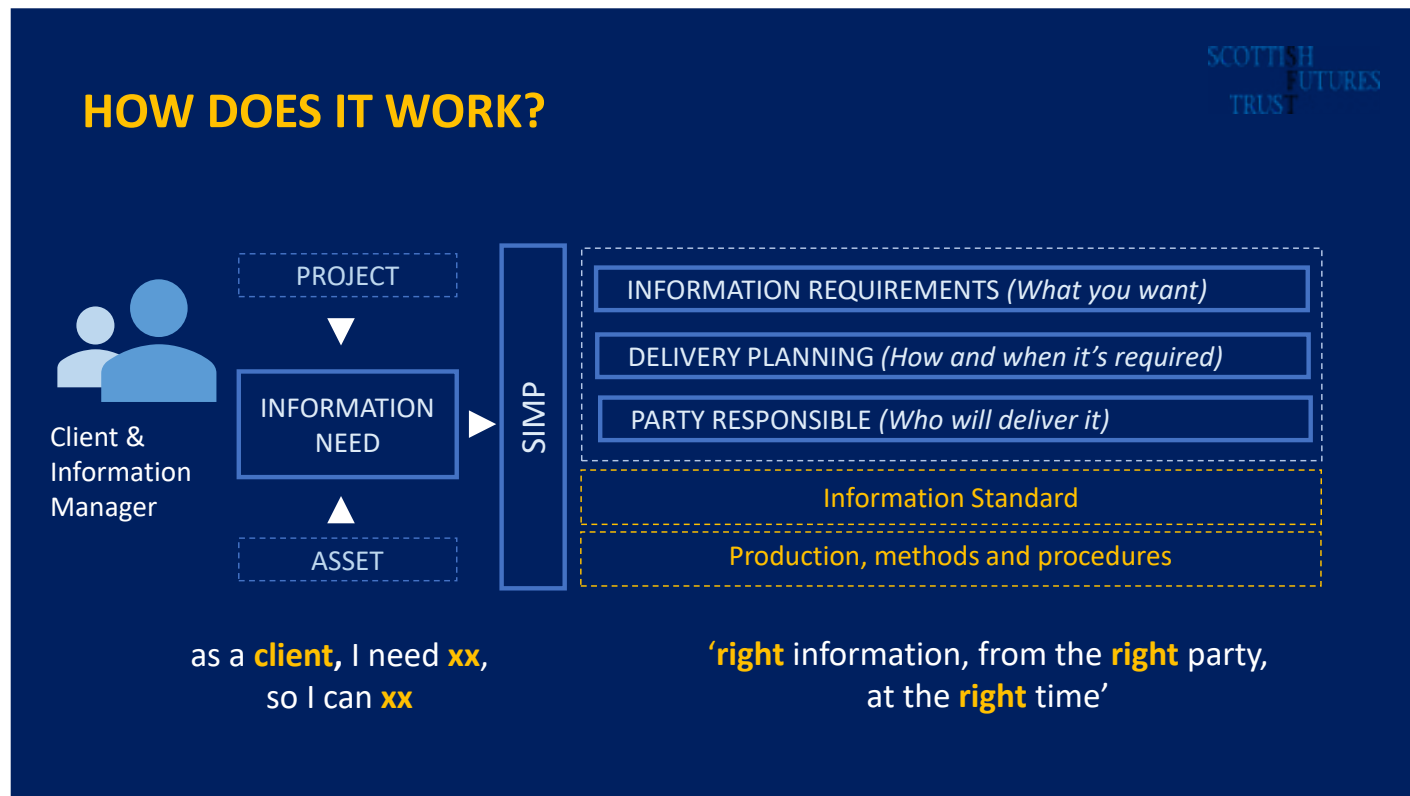 HOW DOES IT WORK?
SCOTTISH
FUTURES
TRUST
PROJECT
INFORMATION
NEED
ASSET
Client &
Information
Manager
SIMP
INFORMATION REQUIREMENTS (What you want)
DELIVERY PLANNING (How and when it's required)
PARTY RESPONSIBLE (Who will deliver it)
Information Standard
Production, methods and procedures
as a client, I need xx,
so I can xx
‘right information, from the right party,
at the right time’